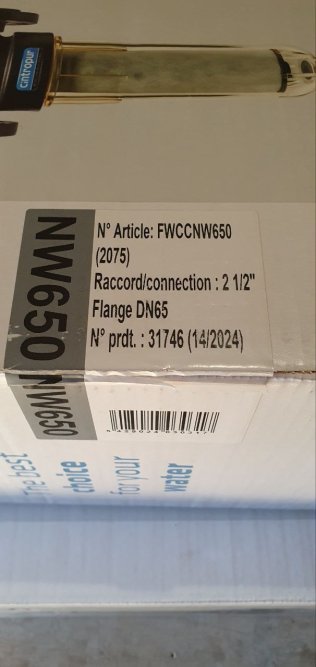 cintropur
NW650
N° Article: FWCCNW650
(2075)
Raccord/connection : 2 1/2"
Flange DN65
N° prdt. : 31746 (14/2024)
NW650
The best
choice
for your
water